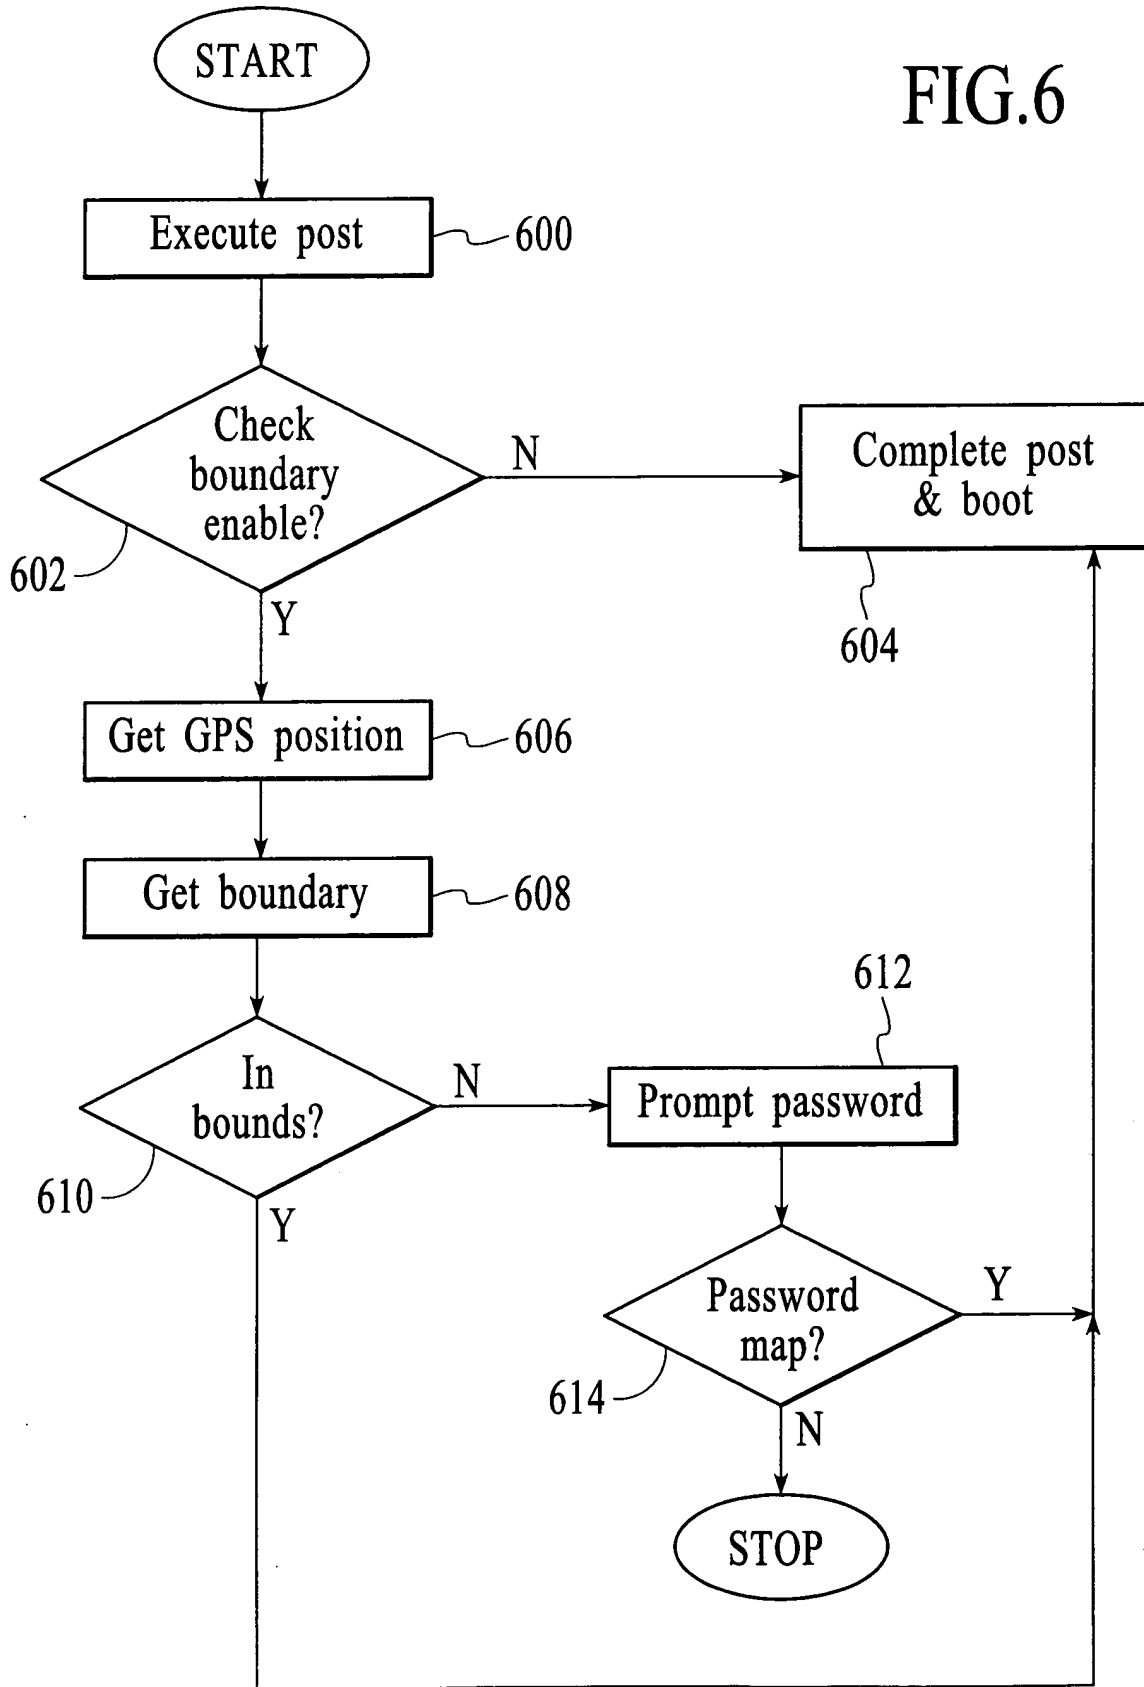 START
FIG.6
Execute post
600
Check
boundary
enable?
N
602
Y
Complete post
& boot
604
Get GPS position
606
Get boundary
608
In
bounds?
N
610
Y
612
Prompt password
Password
map?
Y
614
N
STOP